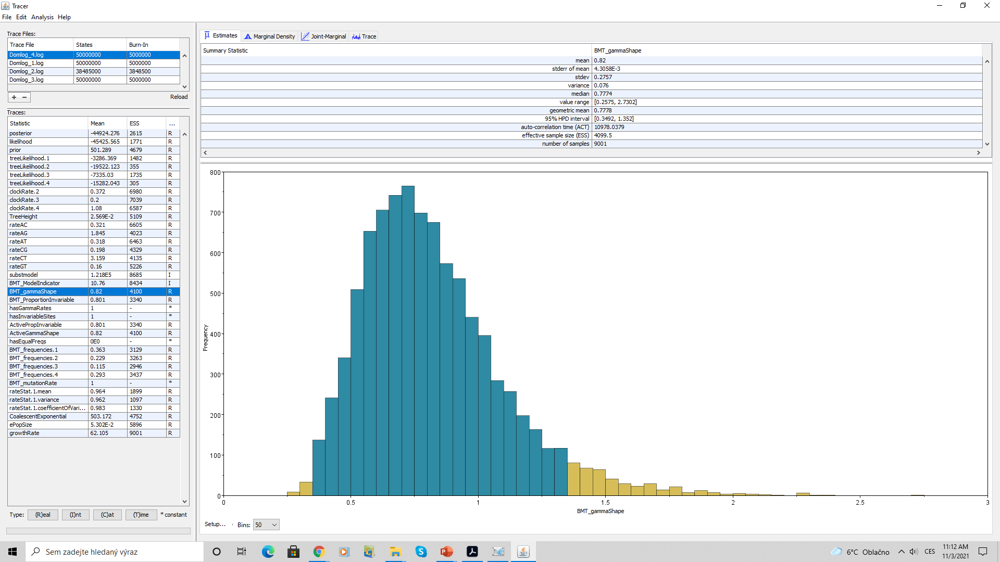 Tracer
File Edit Analysis Help
Trace Files:
Trace File States Burn-In
Domlog_4.log 50000000 5000000
Domlog_1.log 50000000 5000000
Domlog_2.log 38485000 3848500
Domlog_3.log 50000000 5000000
+ − Reload
Traces:
Statistic Mean ESS ...
posterior -44924.276 2615 R
likelihood -45425.565 1771 R
prior 501.289 4679 R
treeLikelihood.1 -3286.369 1482 R
treeLikelihood.2 -19522.123 355 R
treeLikelihood.3 -7335.03 1735 R
treeLikelihood.4 -15282.043 305 R
clockRate.2 0.372 6980 R
clockRate.3 0.2 7039 R
clockRate.4 1.08 6587 R
TreeHeight 2.569E-2 5109 R
rateAC 0.321 6605 R
rateAG 1.845 4023 R
rateAT 0.318 6463 R
rateCG 0.198 4329 R
rateCT 3.159 4135 R
rateGT 0.16 5226 R
substmodel 1.218E5 8685 I
BMT_ModelIndicator 10.76 8434 I
BMT_gammaShape 0.82 4100 R
BMT_ProportionInvariable 0.801 3340 R
hasGammaRates 1 - *
hasInvariableSites 1 - *
ActivePropInvariable 0.801 3340 R
ActiveGammaShape 0.82 4100 R
hasEqualFreqs 0E0 - *
BMT_frequencies.1 0.363 3129 R
BMT_frequencies.2 0.229 3263 R
BMT_frequencies.3 0.115 2946 R
BMT_frequencies.4 0.293 3437 R
BMT_mutationRate 1 - *
rateStat.1.mean 0.964 1899 R
rateStat.1.variance 0.962 1097 R
rateStat.1.coefficientOfVari... 0.983 1330 R
CoalescentExponential 503.172 4752 R
ePopSize 5.302E-2 5896 R
growthRate 62.105 9001 R
Type: (R)eal (I)nt (C)at (T)ime * constant
Estimates Marginal Density Joint-Marginal Trace
Summary Statistic BMT_gammaShape
mean 0.82
stderr of mean 4.3058E-3
stdev 0.2757
variance 0.076
median 0.7774
value range [0.2575, 2.7302]
geometric mean 0.7778
95% HPD interval [0.3492, 1.352]
auto-correlation time (ACT) 10978.0379
effective sample size (ESS) 4099.5
number of samples 9001
800
700
600
500
400
300
200
100
0
Frequency
0 0.5 1 1.5 2 2.5 3
BMT_gammaShape
Setup... Bins: 50
Sem zadejte hledaný výraz
6°C Oblačno CES 11:12 AM
11/3/2021